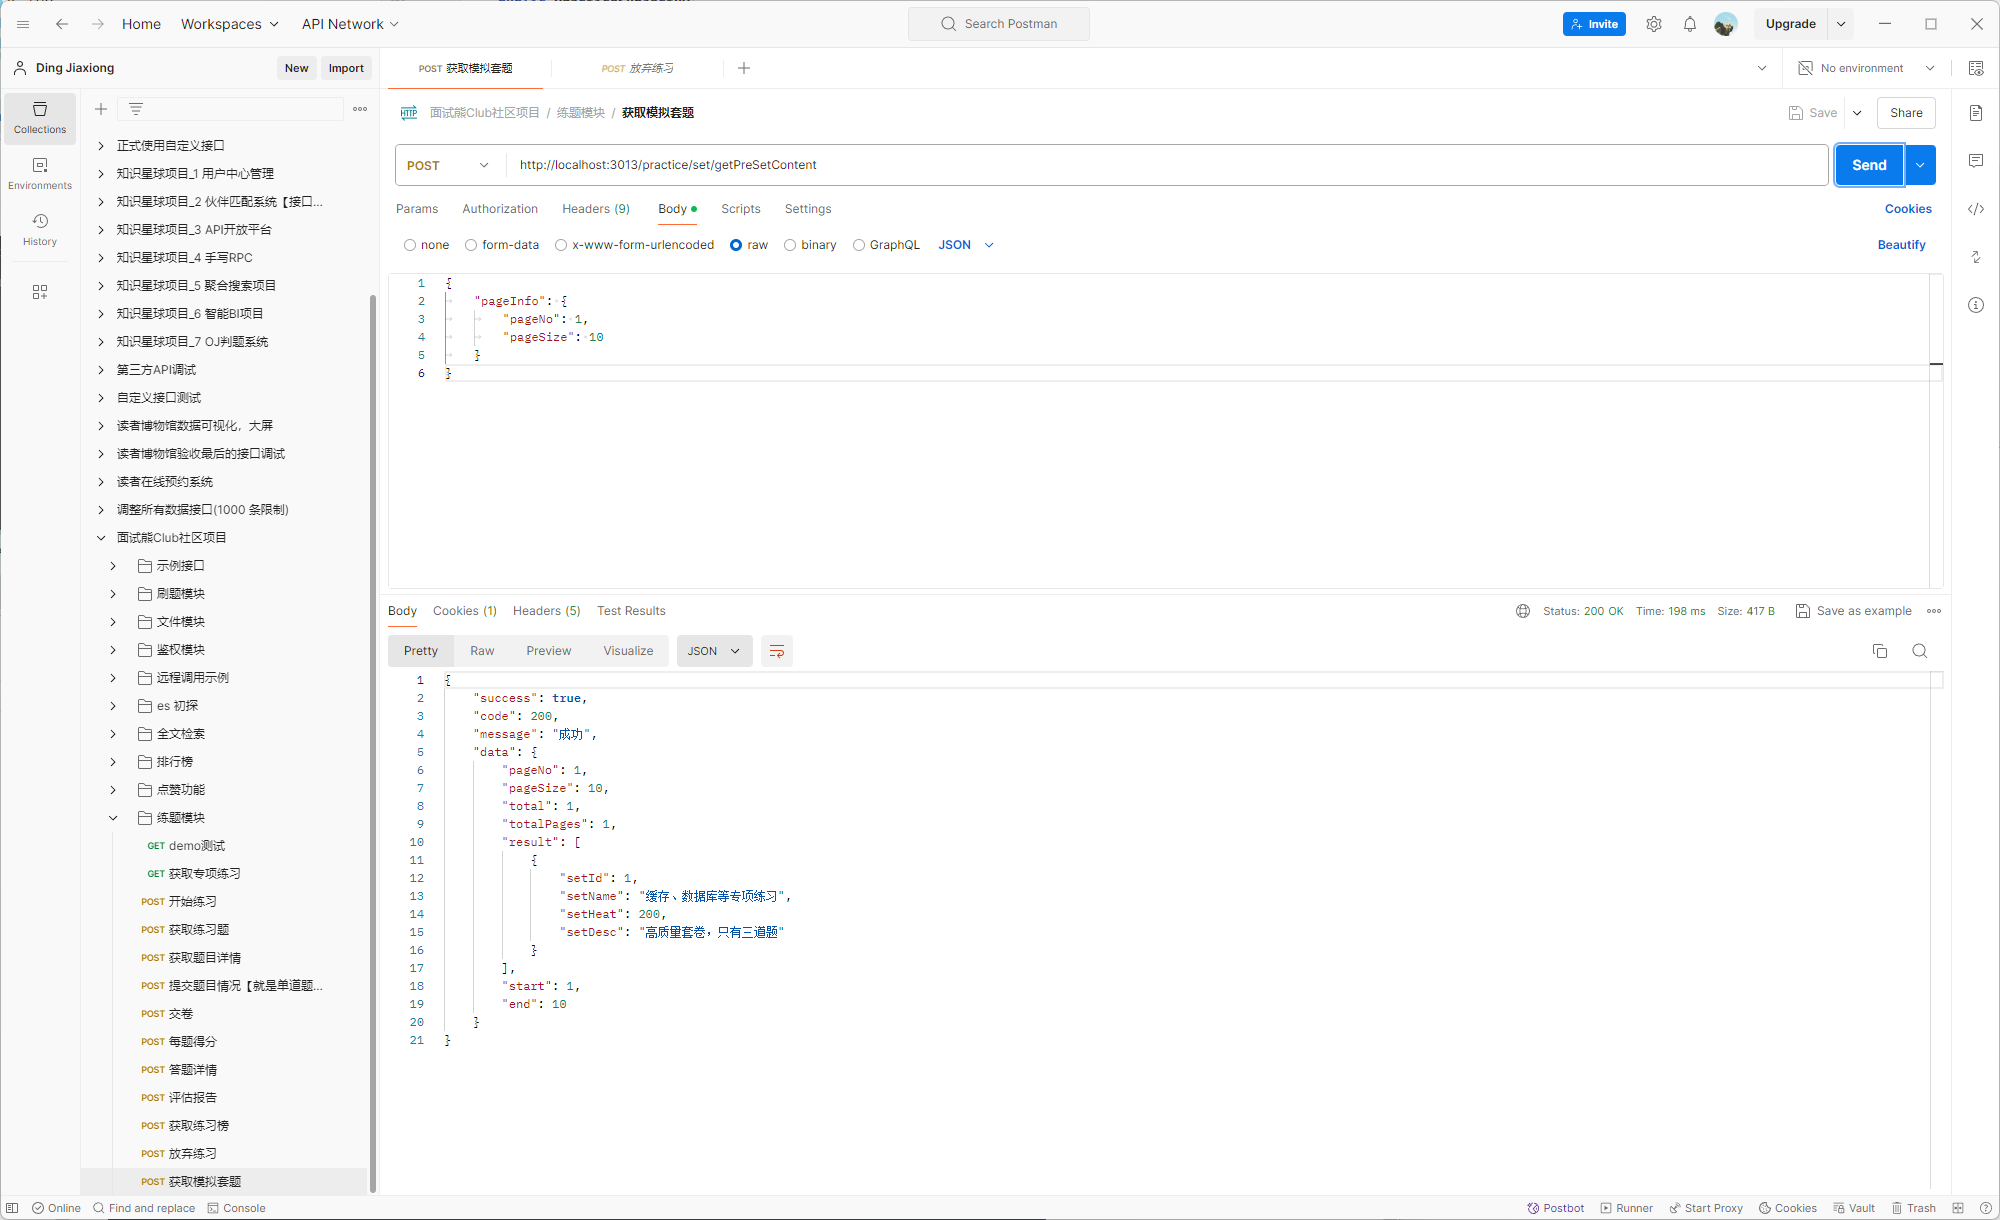 Home
Workspaces
API Network
Search Postman
Invite
Upgrade
Ding Jiaxiong
New
Import
POST 获取模拟套题
POST 放弃练习
No environment
Collections
Environments
History
正式使用自定义接口
知识星球项目_1 用户中心管理
知识星球项目_2 伙伴匹配系统【接口...
知识星球项目_3 API开放平台
知识星球项目_4 手写RPC
知识星球项目_5 聚合搜索项目
知识星球项目_6 智能BI项目
知识星球项目_7 OJ判题系统
第三方API调试
自定义接口测试
读者博物馆数据可视化，大屏
读者博物馆验收最后的接口调试
读者在线预约系统
调整所有数据接口(1000 条限制)
面试熊Club社区项目
示例接口
刷题模块
文件模块
鉴权模块
远程调用示例
es 初探
全文检索
排行榜
点赞功能
练题模块
GET demo测试
GET 获取专项练习
POST 开始练习
POST 获取练习题
POST 获取题目详情
POST 提交题目情况【就是单道题...
POST 交卷
POST 每题得分
POST 答题详情
POST 评估报告
POST 获取练习榜
POST 放弃练习
POST 获取模拟套题
HTTP 面试熊Club社区项目 / 练题模块 / 获取模拟套题
Save
Share
POST
http://localhost:3013/practice/set/getPreSetContent
Send
Params
Authorization
Headers (9)
Body
Scripts
Settings
Cookies
none
form-data
x-www-form-urlencoded
raw
binary
GraphQL
JSON
Beautify
1 {
2 "pageInfo": {
3 "pageNo": 1,
4 "pageSize": 10
5 }
6 }
Body
Cookies (1)
Headers (5)
Test Results
Status: 200 OK
Time: 198 ms
Size: 417 B
Save as example
Pretty
Raw
Preview
Visualize
JSON
1 {
2 "success": true,
3 "code": 200,
4 "message": "成功",
5 "data": {
6 "pageNo": 1,
7 "pageSize": 10,
8 "total": 1,
9 "totalPages": 1,
10 "result": [
11 {
12 "setId": 1,
13 "setName": "缓存、数据库等专项练习",
14 "setHeat": 200,
15 "setDesc": "高质量套卷，只有三道题"
16 }
17 ],
18 "start": 1,
19 "end": 10
20 }
21 }
Online
Find and replace
Console
Postbot
Runner
Start Proxy
Cookies
Vault
Trash